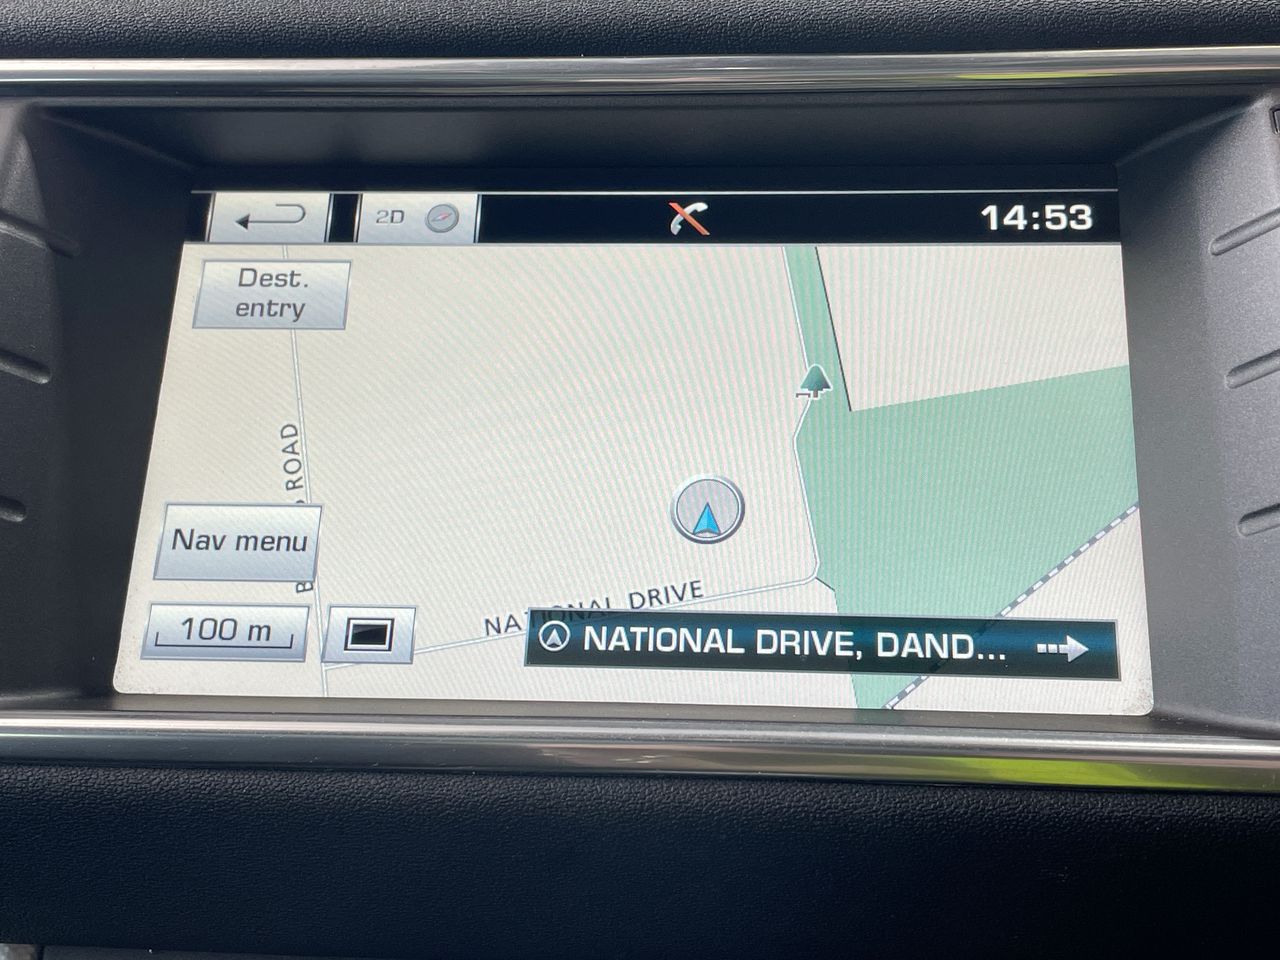 2D
14:53
Dest.
entry
ROAD
Nav menu
100 m
NATIONAL DRIVE
NATIONAL DRIVE, DAND...